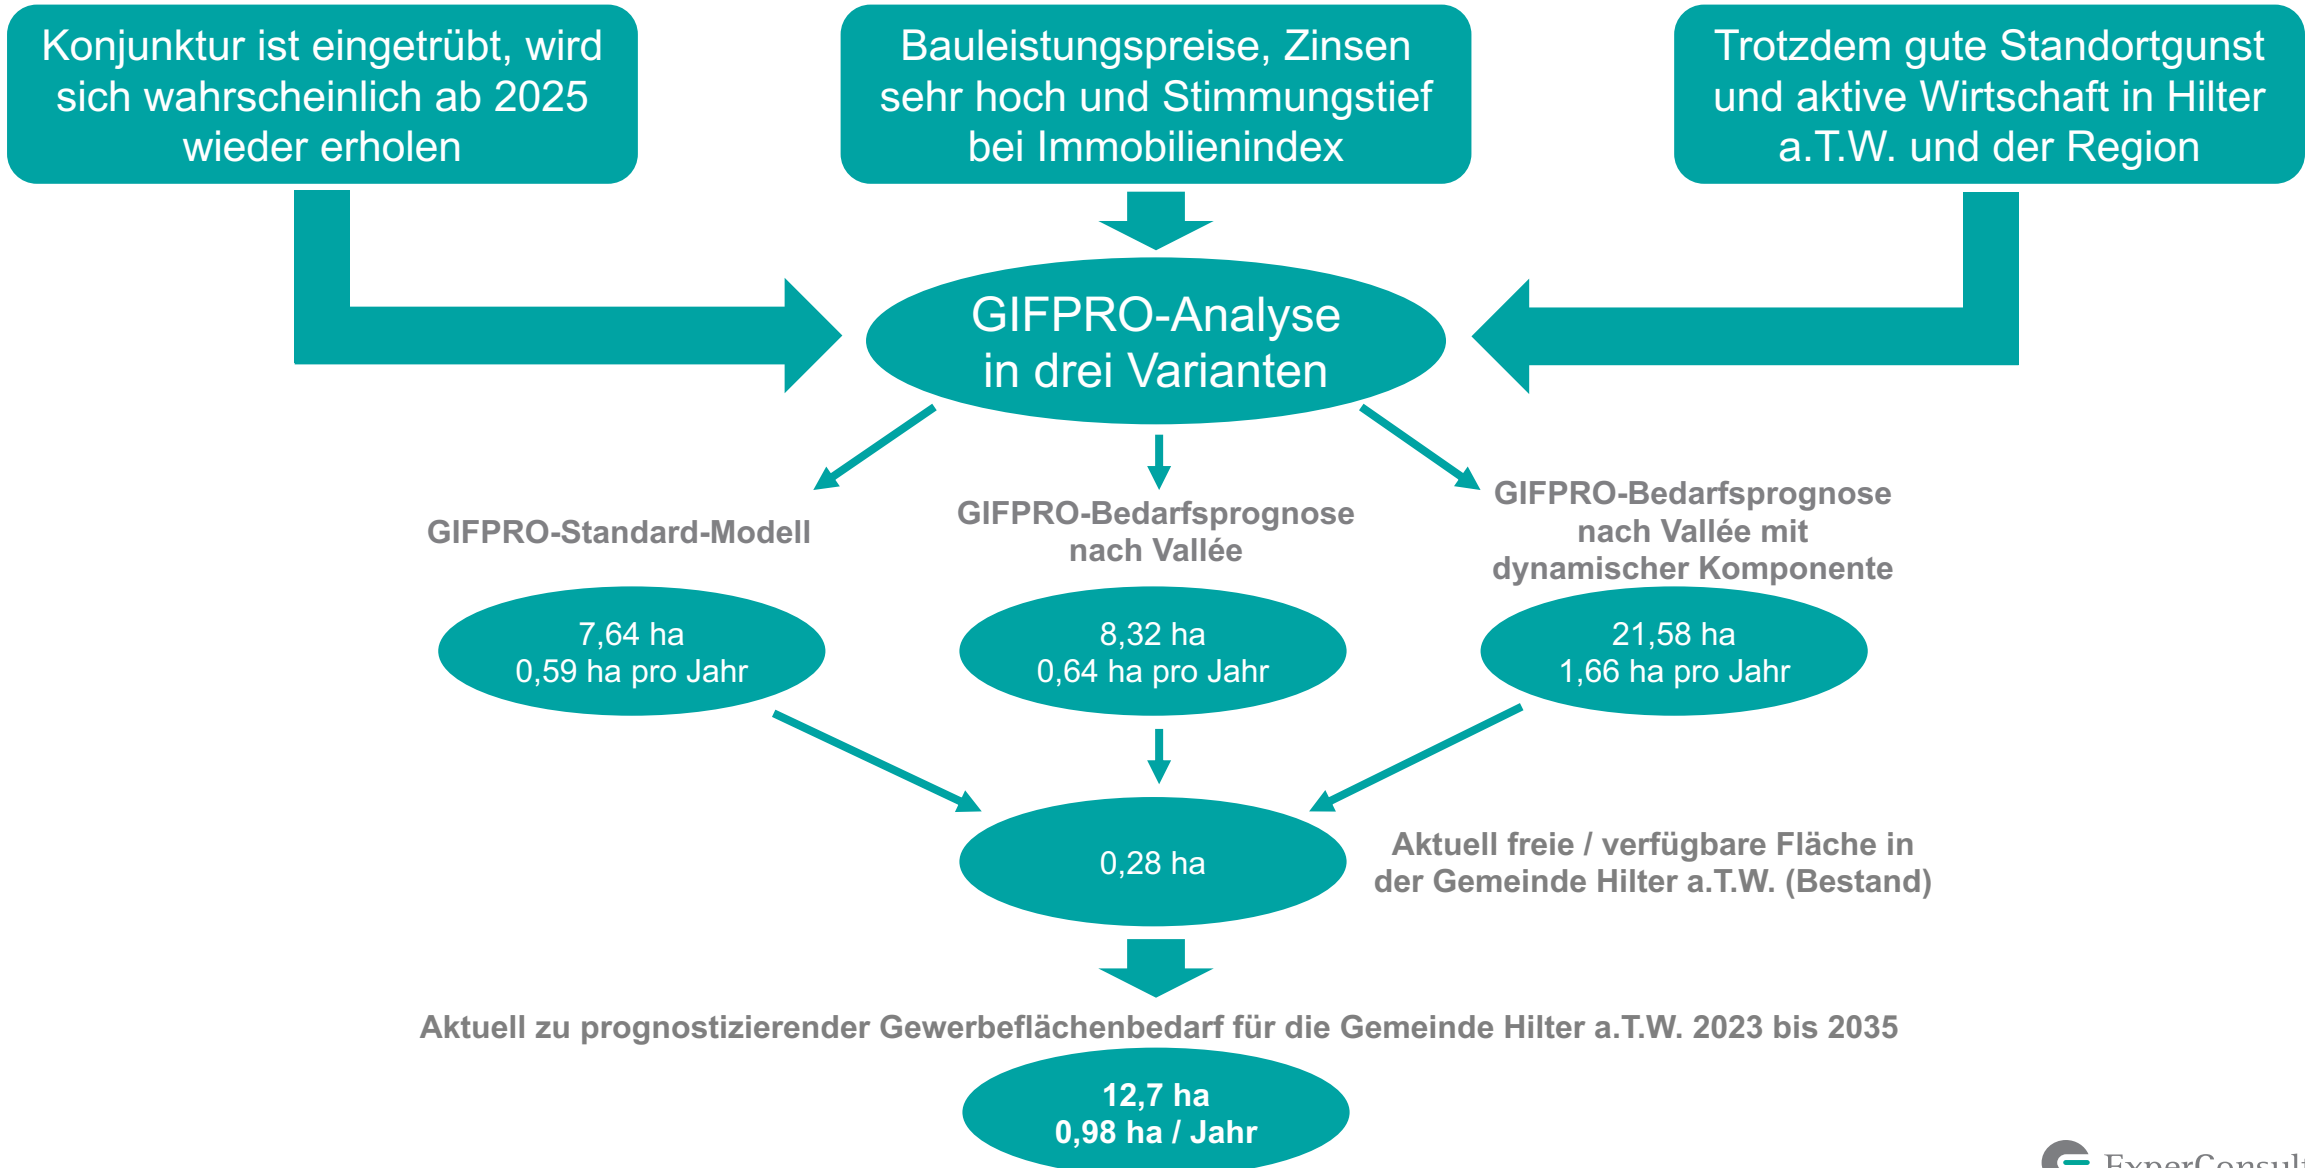 Konjunktur ist eingetrübt, wird
sich wahrscheinlich ab 2025
wieder erholen
Bauleistungspreise, Zinsen
sehr hoch und Stimmungstief
bei Immobilienindex
Trotzdem gute Standortgunst
und aktive Wirtschaft in Hilter
a.T.W. und der Region
GIFPRO-Analyse
in drei Varianten
GIFPRO-Standard-Modell
GIFPRO-Bedarfsprognose
nach Vallée
GIFPRO-Bedarfsprognose
nach Vallée mit
dynamischer Komponente
7,64 ha
0,59 ha pro Jahr
8,32 ha
0,64 ha pro Jahr
21,58 ha
1,66 ha pro Jahr
0,28 ha
Aktuell freie / verfügbare Fläche in
der Gemeinde Hilter a.T.W. (Bestand)
Aktuell zu prognostizierender Gewerbeflächenbedarf für die Gemeinde Hilter a.T.W. 2023 bis 2035
12,7 ha
0,98 ha / Jahr
ExperConsult